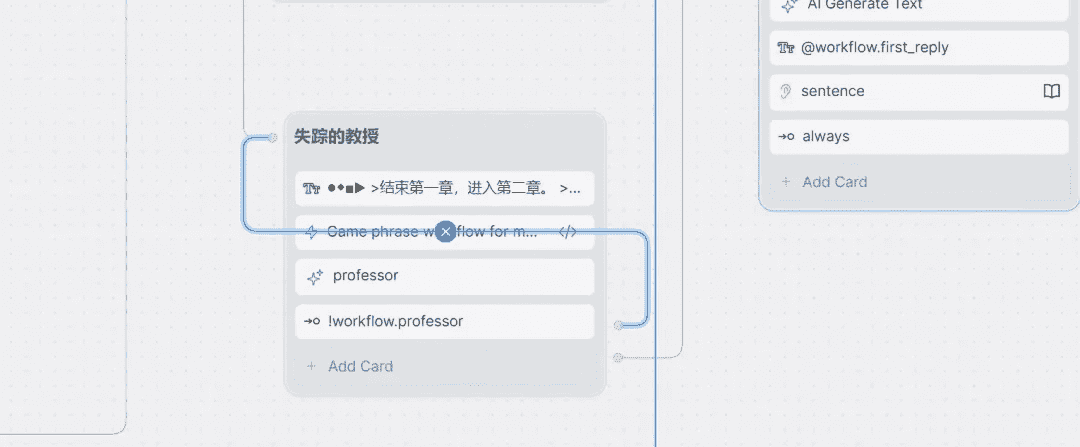 失踪的教授
●◆■▶ >结束第一章，进入第二章。 >...
Game phrase workflow for m... </>
professor
!workflow.professor
+ Add Card
AI Generate Text
@workflow.first_reply
sentence
always
+ Add Card